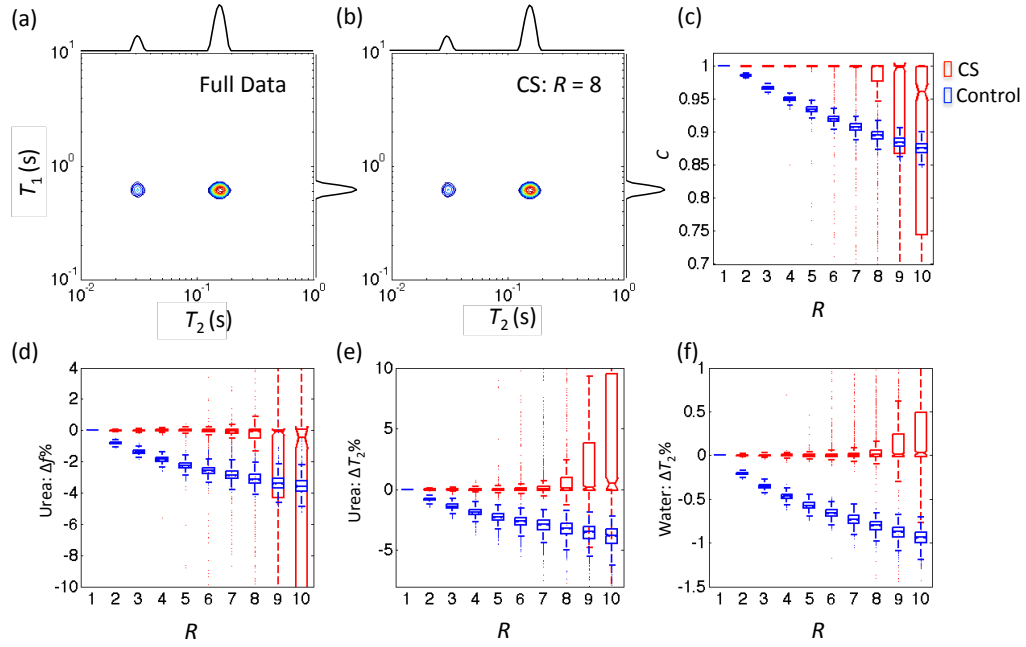 (a)
(b)
(c)
10¹
10⁰
10⁻¹
T₁ (s)
Full Data
10⁻²
10⁻¹
10⁰
T₂ (s)
10¹
10⁰
10⁻¹
CS: R = 8
10⁻²
10⁻¹
10⁰
T₂ (s)
1
0.95
0.9
0.85
0.8
0.75
0.7
C
1 2 3 4 5 6 7 8 9 10
R
CS
Control
(d)
(e)
(f)
4
2
0
-2
-4
-6
-8
-10
Urea: Δf%
1 2 3 4 5 6 7 8 9 10
R
10
5
0
-5
Urea: ΔT₂%
1 2 3 4 5 6 7 8 9 10
R
1
0.5
0
-0.5
-1
-1.5
Water: ΔT₂%
1 2 3 4 5 6 7 8 9 10
R